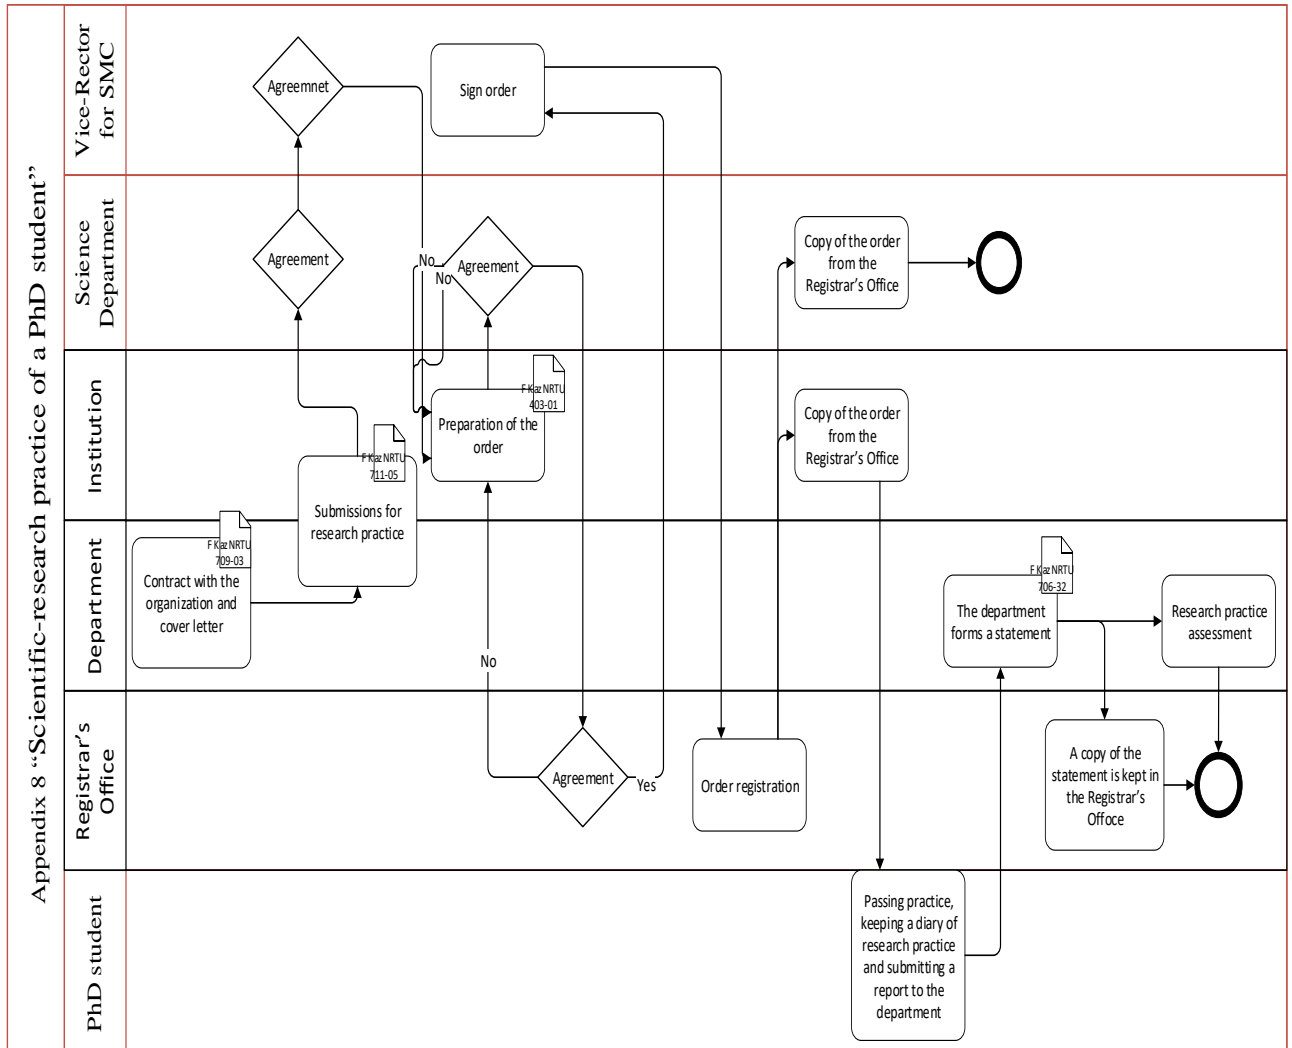 Appendix 8 “Scientific-research practice of a PhD student”
Vice-Rector
for SMC
Agreemnet
Sign order
Science
Department
Agreement
No
No
Agreement
Copy of the order
from the
Registrar’s Office
Institution
F KazNRTU
711-05
Submissions for
research practice
F KazNRTU
403-01
Preparation of the
order
Copy of the order
from the
Registrar’s Office
Department
F KazNRTU
709-03
Contract with the
organization and
cover letter
No
F KazNRTU
706-32
The department
forms a statement
Research practice
assessment
Registrar’s
Office
Agreement
Yes
Order registration
A copy of the
statement is kept in
the Registrar’s
Offoce
PhD student
Passing practice,
keeping a diary of
research practice
and submitting a
report to the
department